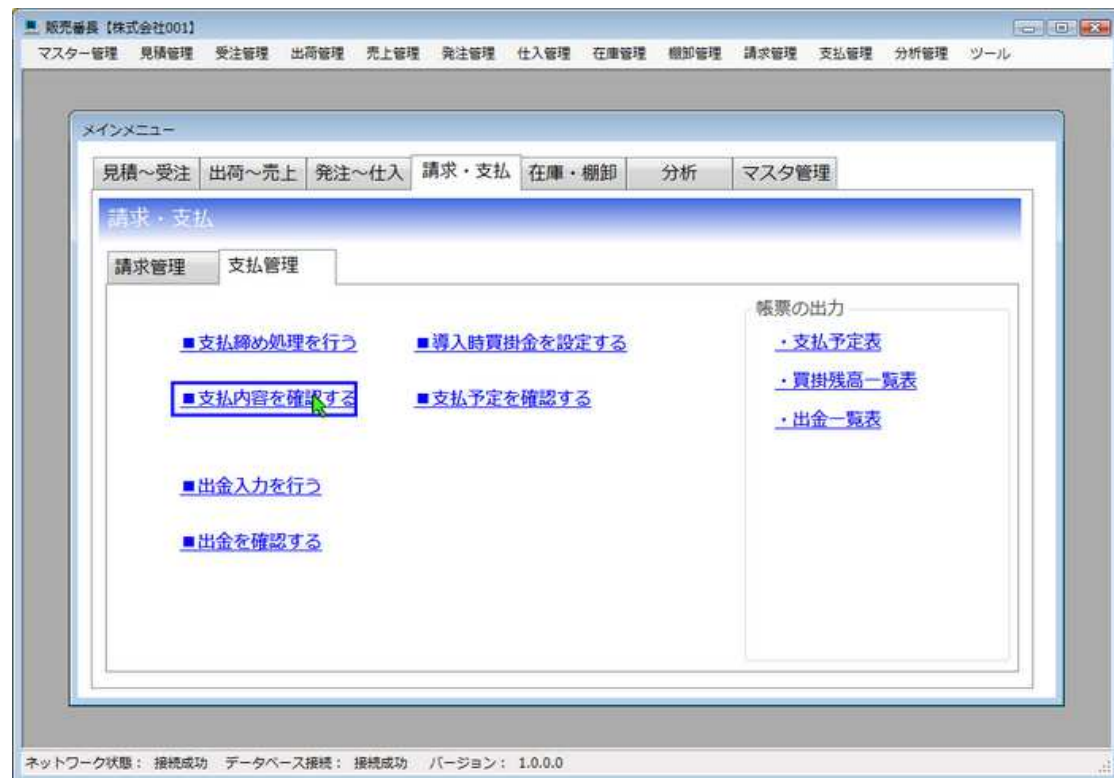 販売番長【株式会社001】
マスター管理 見積管理 受注管理 出荷管理 売上管理 発注管理 仕入管理 在庫管理 棚卸管理 請求管理 支払管理 分析管理 ツール
メインメニュー
見積～受注 出荷～売上 発注～仕入 請求・支払 在庫・棚卸 分析 マスタ管理
請求・支払
請求管理 支払管理
■支払締め処理を行う ■導入時買掛金を設定する
■支払内容を確認する ■支払予定を確認する
■出金入力を行う
■出金を確認する
帳票の出力
・支払予定表
・買掛残高一覧表
・出金一覧表
ネットワーク状態： 接続成功 データベース接続： 接続成功 バージョン： 1.0.0.0